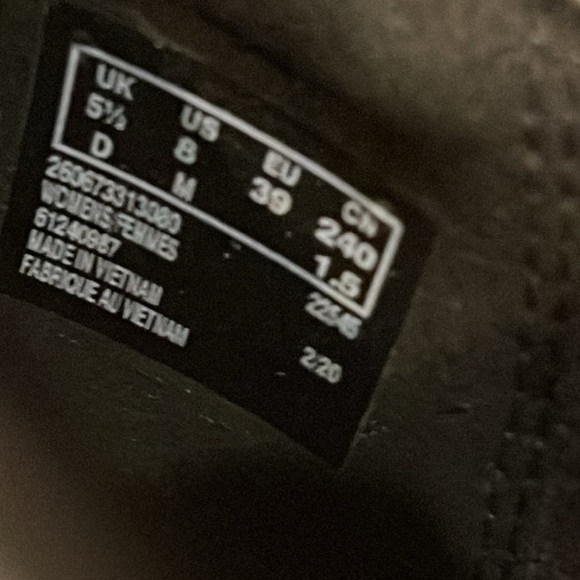 UK US EU CN
5½ 8 39 240
D M 1.5
260673313080
WOMENS/FEMMES
61240987 22545
MADE IN VIETNAM
FABRIQUE AU VIETNAM 2/20